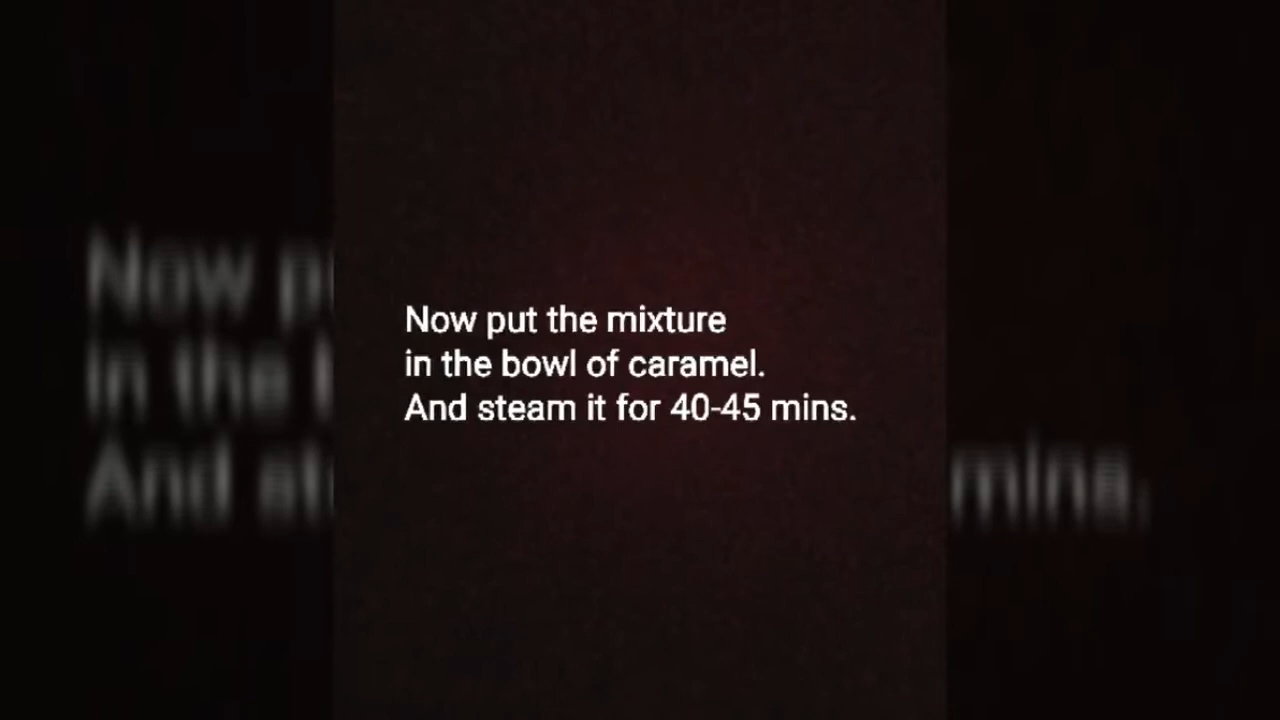 Now put the mixture
in the bowl of caramel.
And steam it for 40-45 mins.